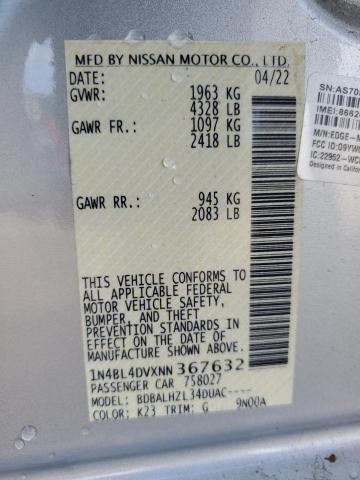 MFD BY NISSAN MOTOR CO., LTD.
DATE: 04/22
GVWR: 1963 KG
4328 LB
GAWR FR.: 1097 KG
2418 LB
GAWR RR.: 945 KG
2083 LB
THIS VEHICLE CONFORMS TO
ALL APPLICABLE FEDERAL
MOTOR VEHICLE SAFETY,
BUMPER, AND THEFT
PREVENTION STANDARDS IN
EFFECT ON THE DATE OF
MANUFACTURE SHOWN ABOVE.
1N4BL4DVXNN367632
PASSENGER CAR 758027
MODEL: BDBALHZL34DUAC----
COLOR: K23 TRIM: G 9N00A
SN:AS70
IMEI:8682
M/N:EDGE-
FCC ID:09YW
IC:22952-WC
Designed in Californ